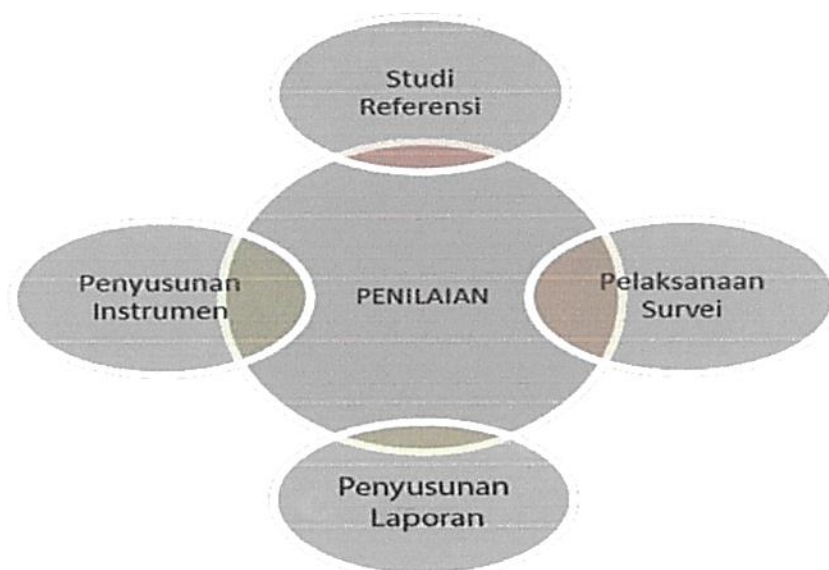 Studi
Referensi
Penyusunan
Instrumen
PENILAIAN
Pelaksanaan
Survei
Penyusunan
Laporan